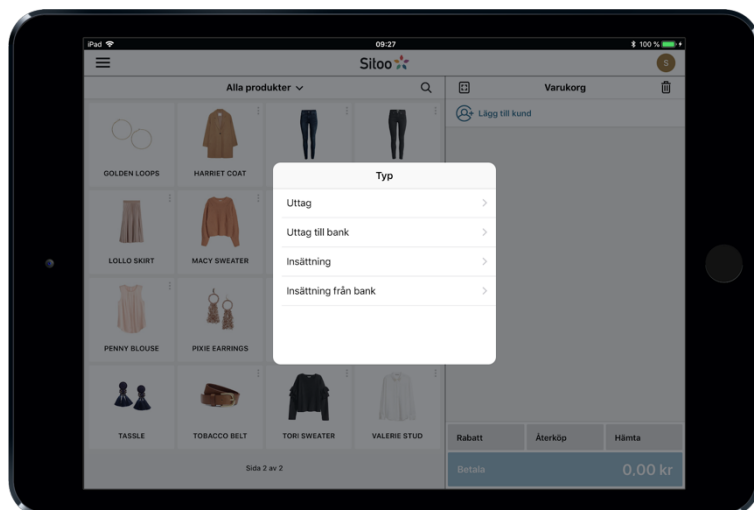 iPad
09:27
100 %
Sitoo
S
Alla produkter
Varukorg
Lägg till kund
GOLDEN LOOPS
HARRIET COAT
Typ
Uttag
Uttag till bank
Insättning
Insättning från bank
LOLLO SKIRT
MACY SWEATER
PENNY BLOUSE
PIXIE EARRINGS
TASSLE
TOBACCO BELT
TORI SWEATER
VALERIE STUD
Sida 2 av 2
Rabatt
Återköp
Hämta
Betala
0,00 kr